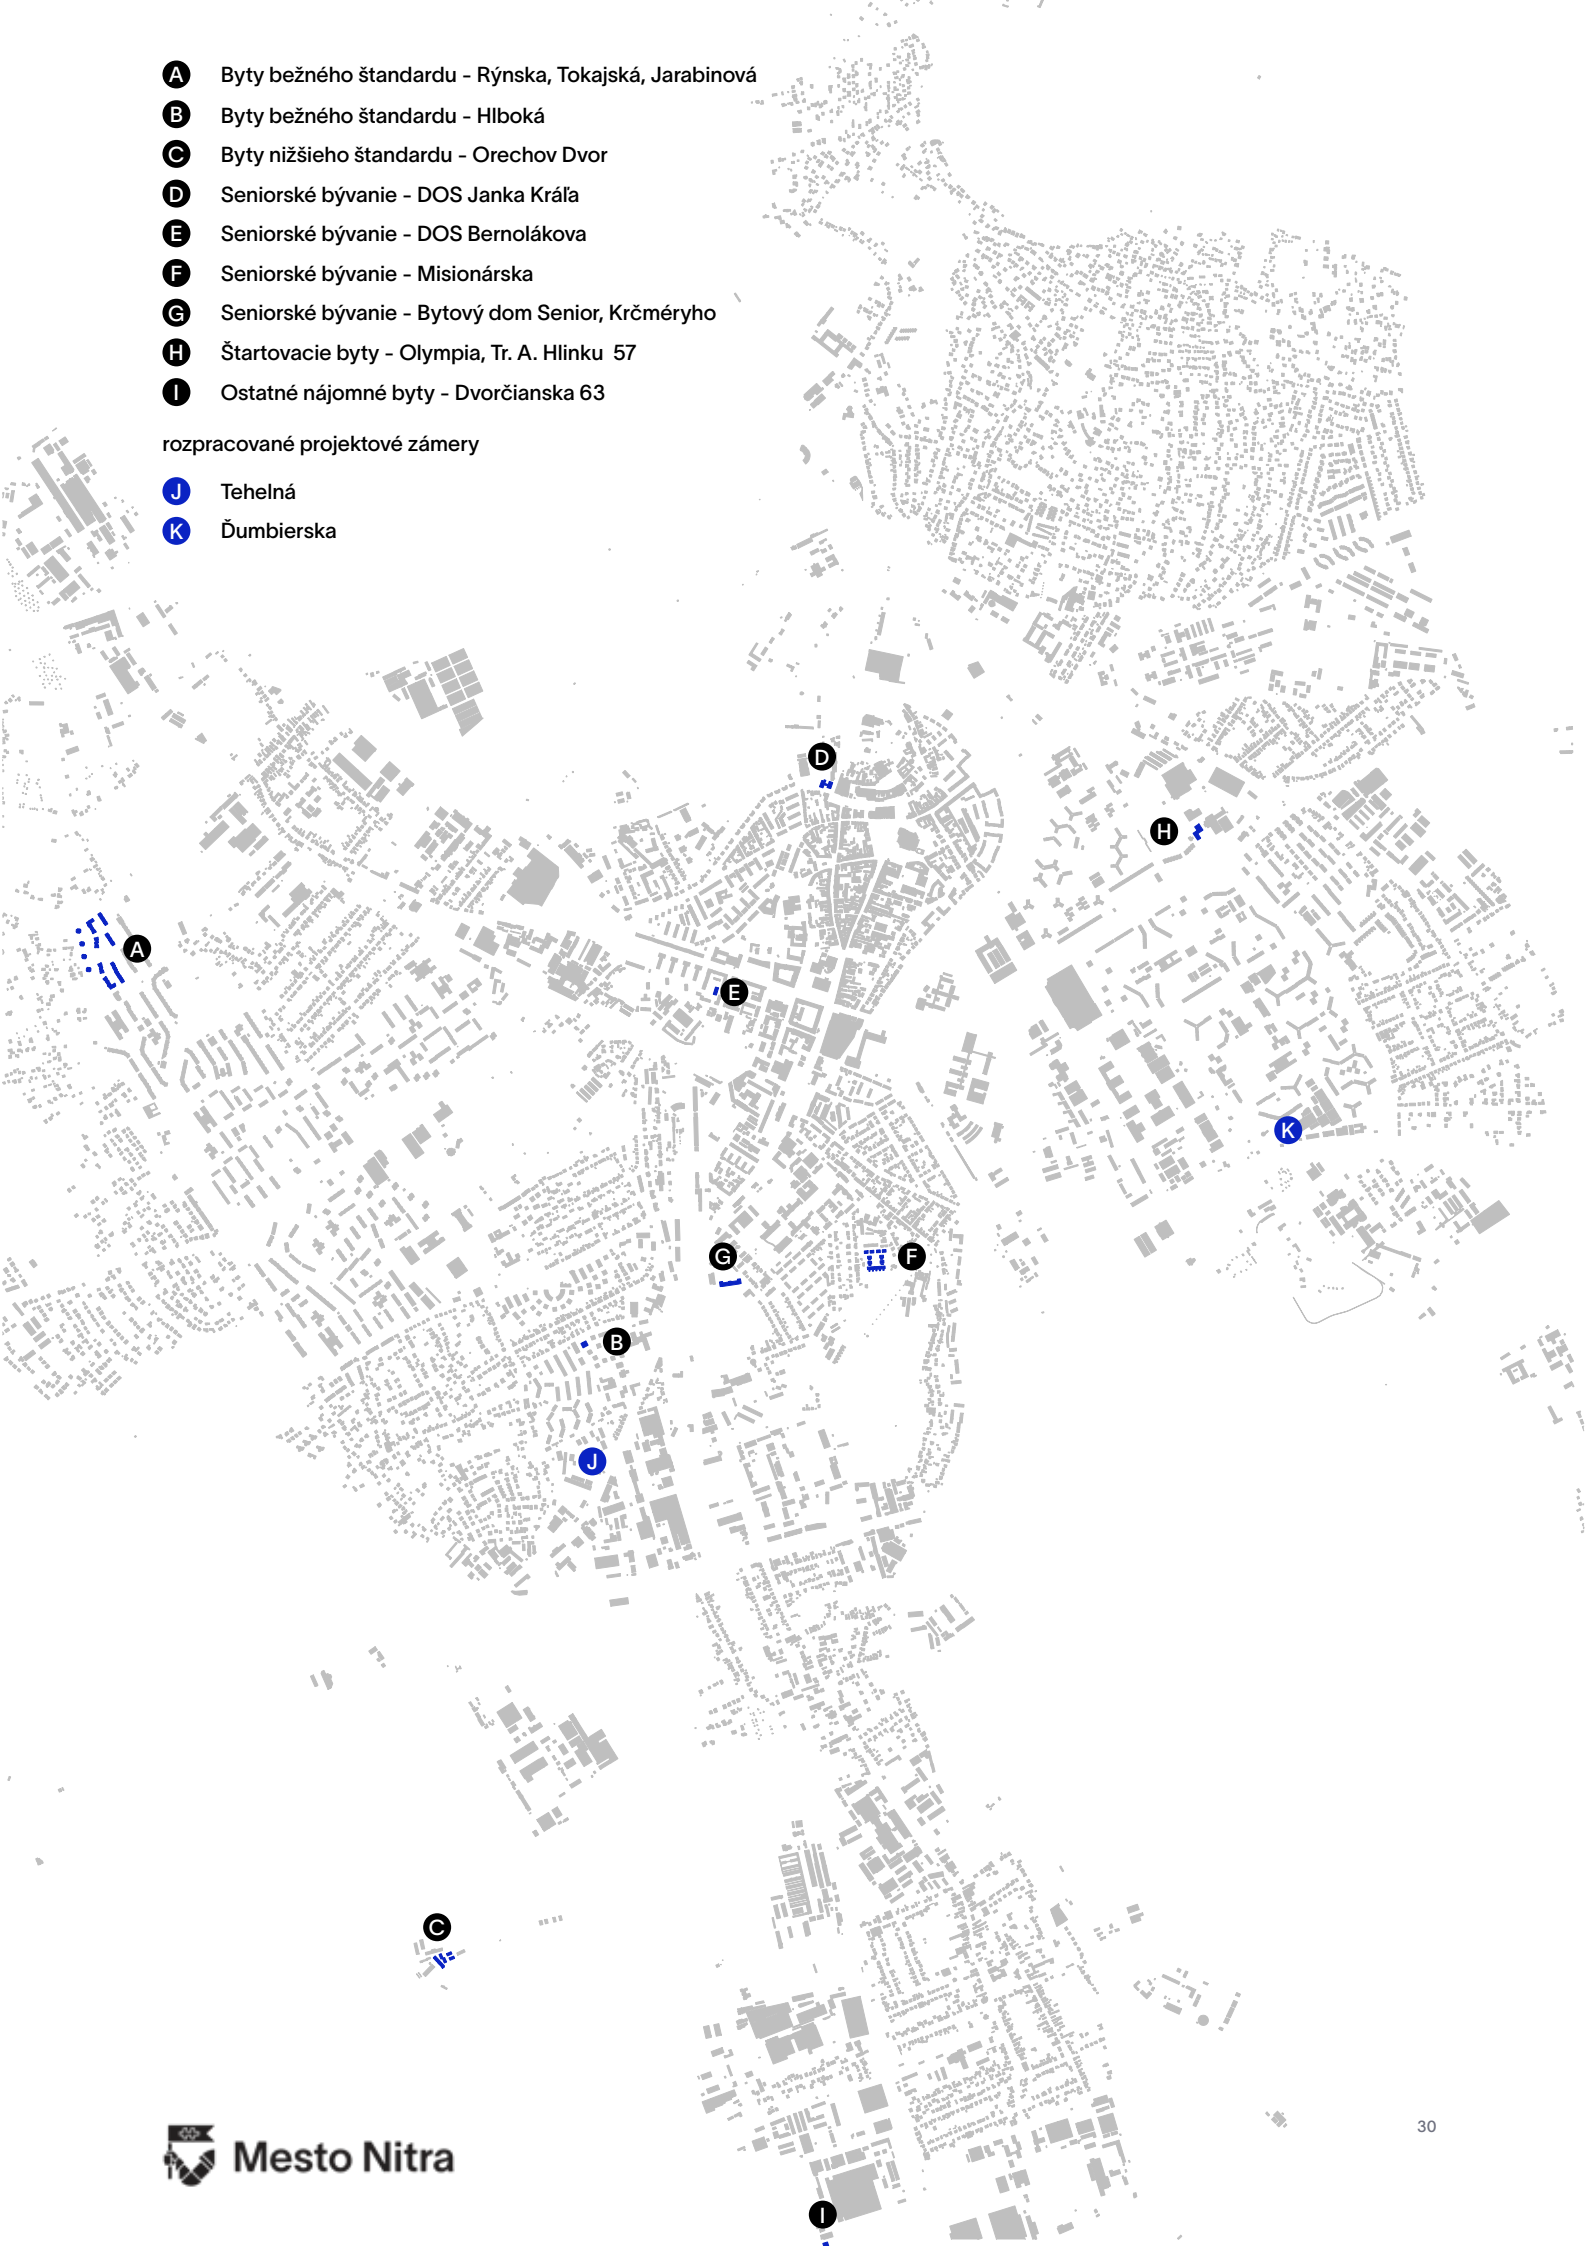 A Byty bežného štandardu - Rýnska, Tokajská, Jarabinová
B Byty bežného štandardu - Hlboká
C Byty nižšieho štandardu - Orechov Dvor
D Seniorské bývanie - DOS Janka Kráľa
E Seniorské bývanie - DOS Bernolákova
F Seniorské bývanie - Misionárska
G Seniorské bývanie - Bytový dom Senior, Krčméryho
H Štartovacie byty - Olympia, Tr. A. Hlinku 57
I Ostatné nájomné byty - Dvorčianska 63
rozpracované projektové zámery
J Tehelná
K Ďumbierska
D
H
A
E
K
G
F
B
J
C
I
Mesto Nitra
30